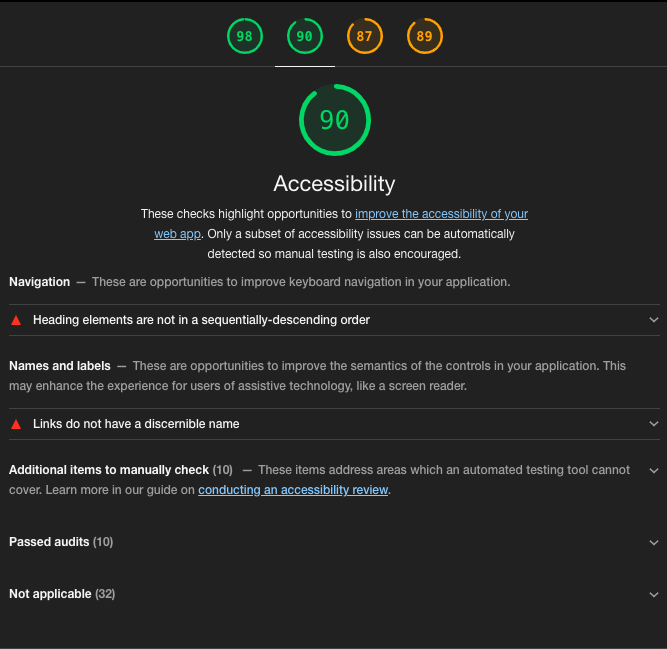 98 90 87 89
90
Accessibility
These checks highlight opportunities to improve the accessibility of your
web app. Only a subset of accessibility issues can be automatically
detected so manual testing is also encouraged.
Navigation — These are opportunities to improve keyboard navigation in your application.
Heading elements are not in a sequentially-descending order
Names and labels — These are opportunities to improve the semantics of the controls in your application. This
may enhance the experience for users of assistive technology, like a screen reader.
Links do not have a discernible name
Additional items to manually check (10) — These items address areas which an automated testing tool cannot
cover. Learn more in our guide on conducting an accessibility review.
Passed audits (10)
Not applicable (32)